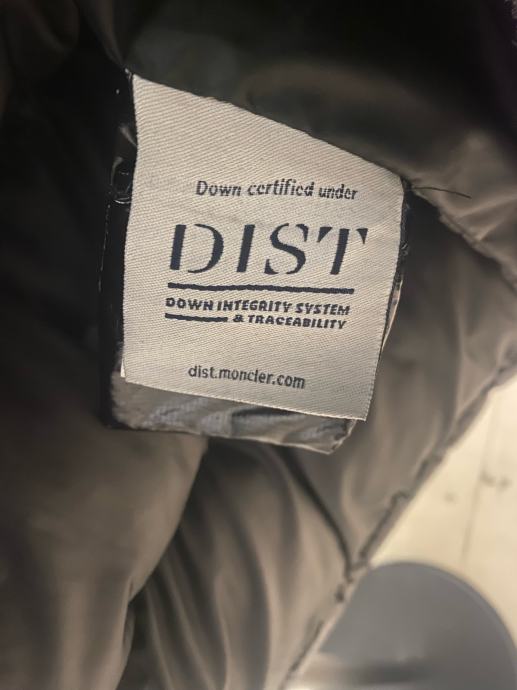 Down certified under
DIST
DOWN INTEGRITY SYSTEM
& TRACEABILITY
dist.moncler.com